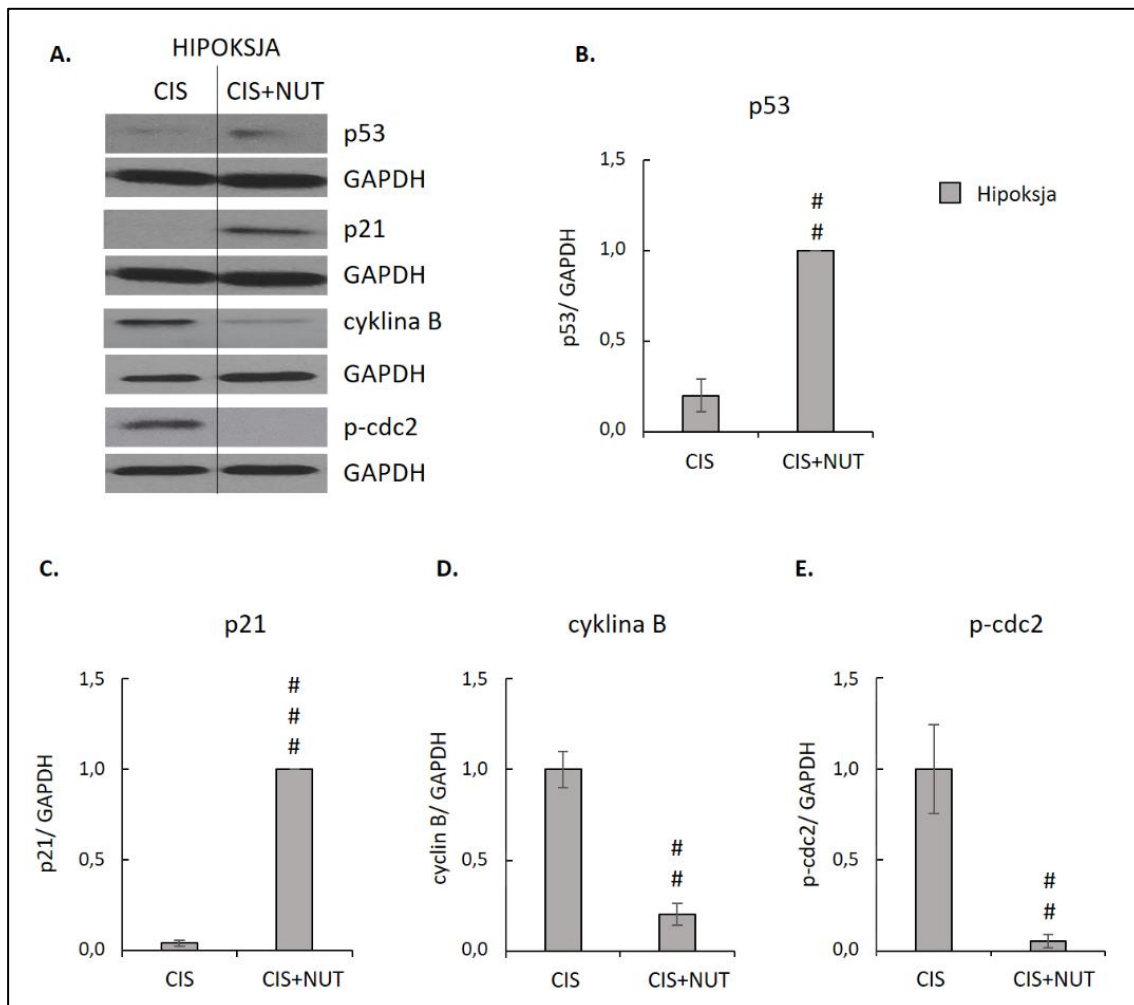 A.
HIPOKSJA
CIS CIS+NUT
p53
GAPDH
p21
GAPDH
cyklina B
GAPDH
p-cdc2
GAPDH
B.
p53
1,5
1,0
0,5
0,0
p53/ GAPDH
#
#
CIS CIS+NUT
Hipoksja
C.
p21
1,5
1,0
0,5
0,0
p21/ GAPDH
#
#
#
CIS CIS+NUT
D.
cyklina B
1,5
1,0
0,5
0,0
cyclin B/ GAPDH
#
#
CIS CIS+NUT
E.
p-cdc2
1,5
1,0
0,5
0,0
p-cdc2/ GAPDH
#
#
CIS CIS+NUT